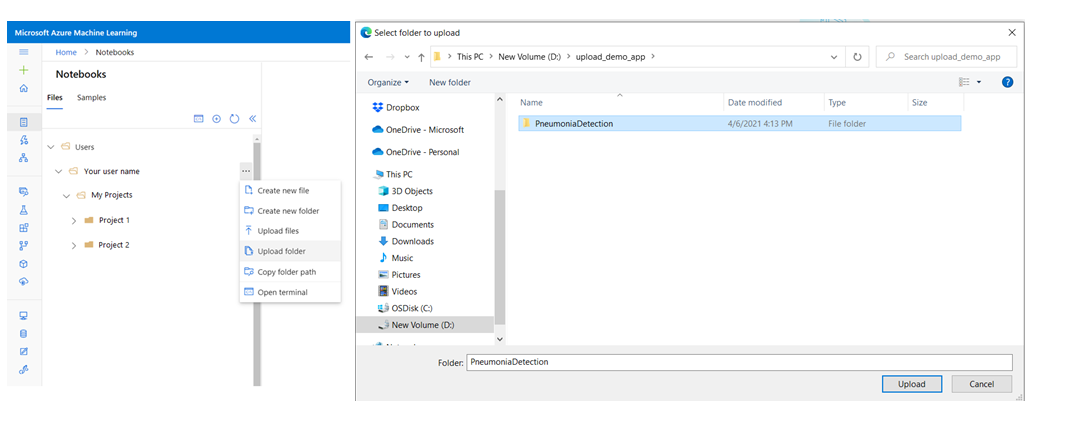 Microsoft Azure Machine Learning
Home > Notebooks
Notebooks
Files Samples
Users
Your user name
...
My Projects
Project 1
Project 2
Create new file
Create new folder
Upload files
Upload folder
Copy folder path
Open terminal
Select folder to upload
This PC > New Volume (D:) > upload_demo_app >
Search upload_demo_app
Organize New folder
?
Dropbox
OneDrive - Microsoft
OneDrive - Personal
This PC
3D Objects
Desktop
Documents
Downloads
Music
Pictures
Videos
OSDisk (C:)
New Volume (D:)
Name Date modified Type Size
PneumoniaDetection 4/6/2021 4:13 PM File folder
Folder: PneumoniaDetection
Upload Cancel